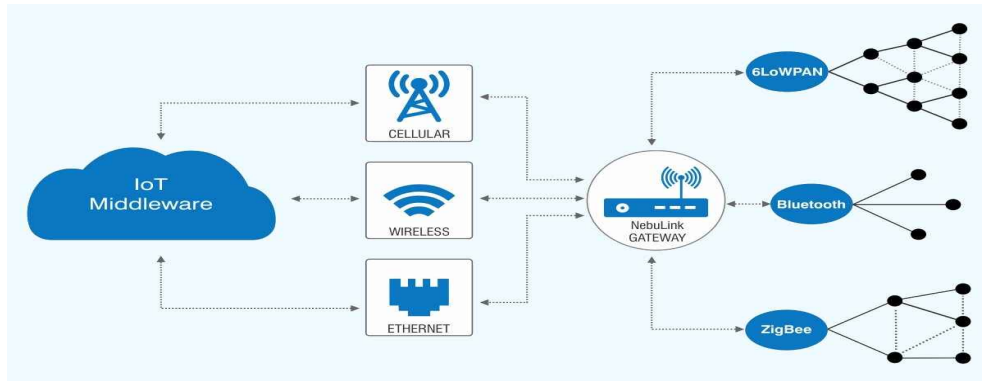 IoT
Middleware
CELLULAR
WIRELESS
ETHERNET
NebuLink
GATEWAY
6LoWPAN
Bluetooth
ZigBee